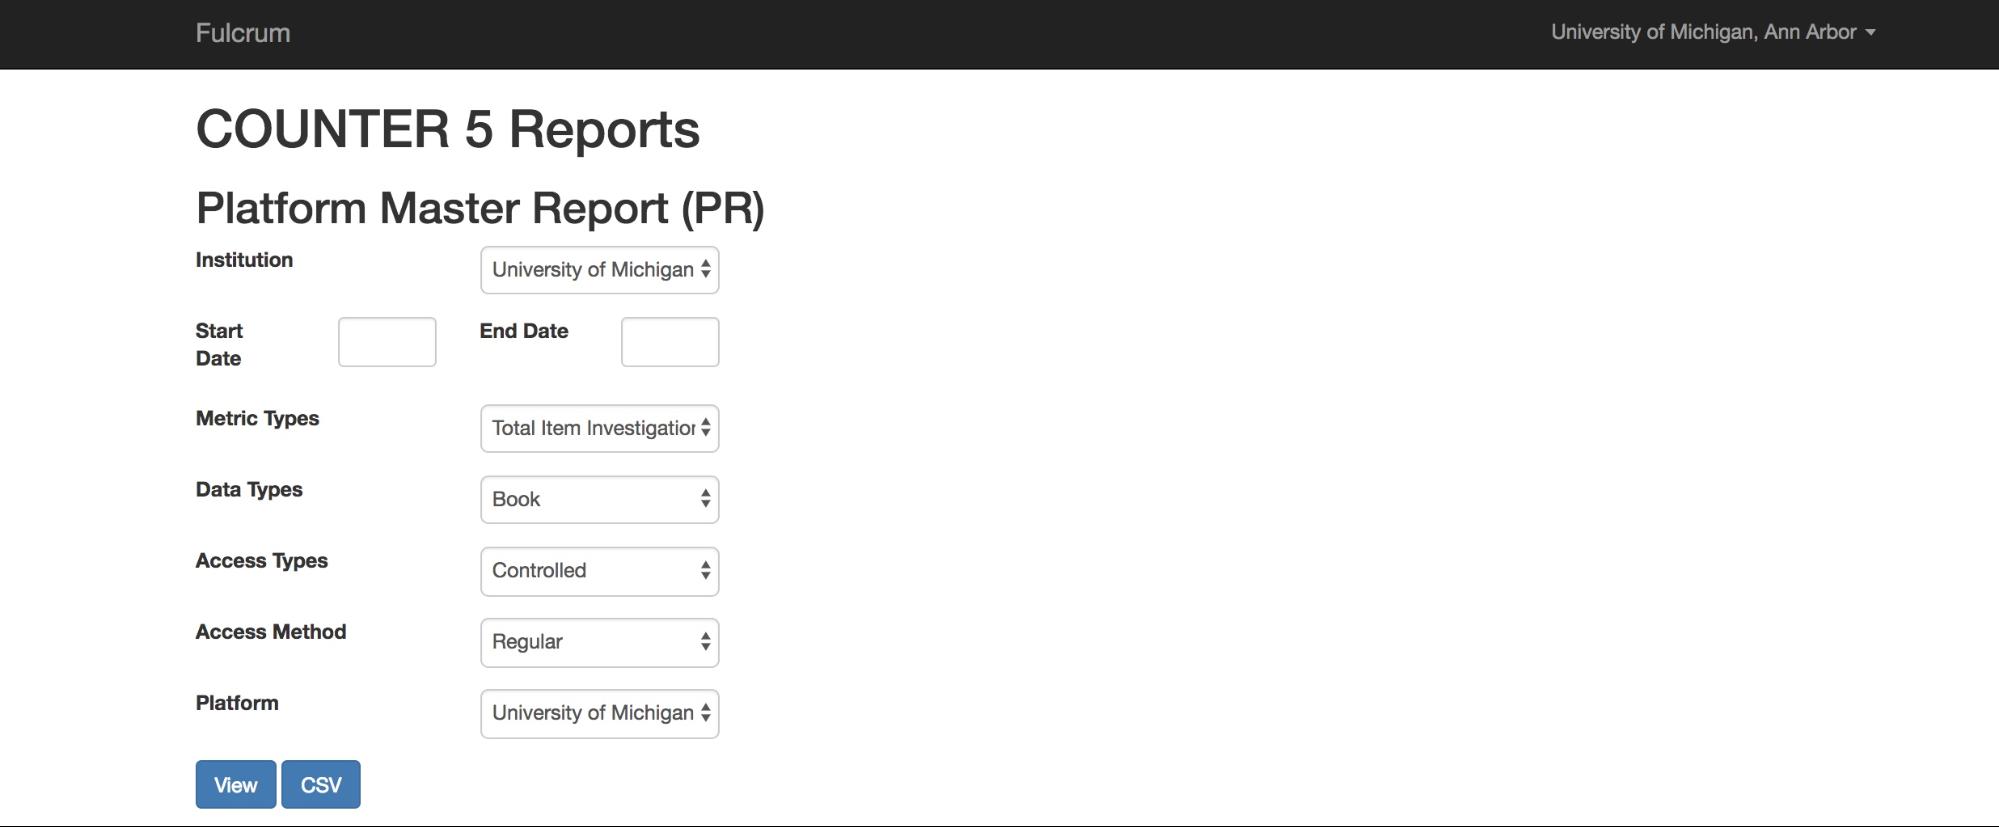 Fulcrum
University of Michigan, Ann Arbor
COUNTER 5 Reports
Platform Master Report (PR)
Institution
University of Michigan
Start
Date
End Date
Metric Types
Total Item Investigation
Data Types
Book
Access Types
Controlled
Access Method
Regular
Platform
University of Michigan
View
CSV